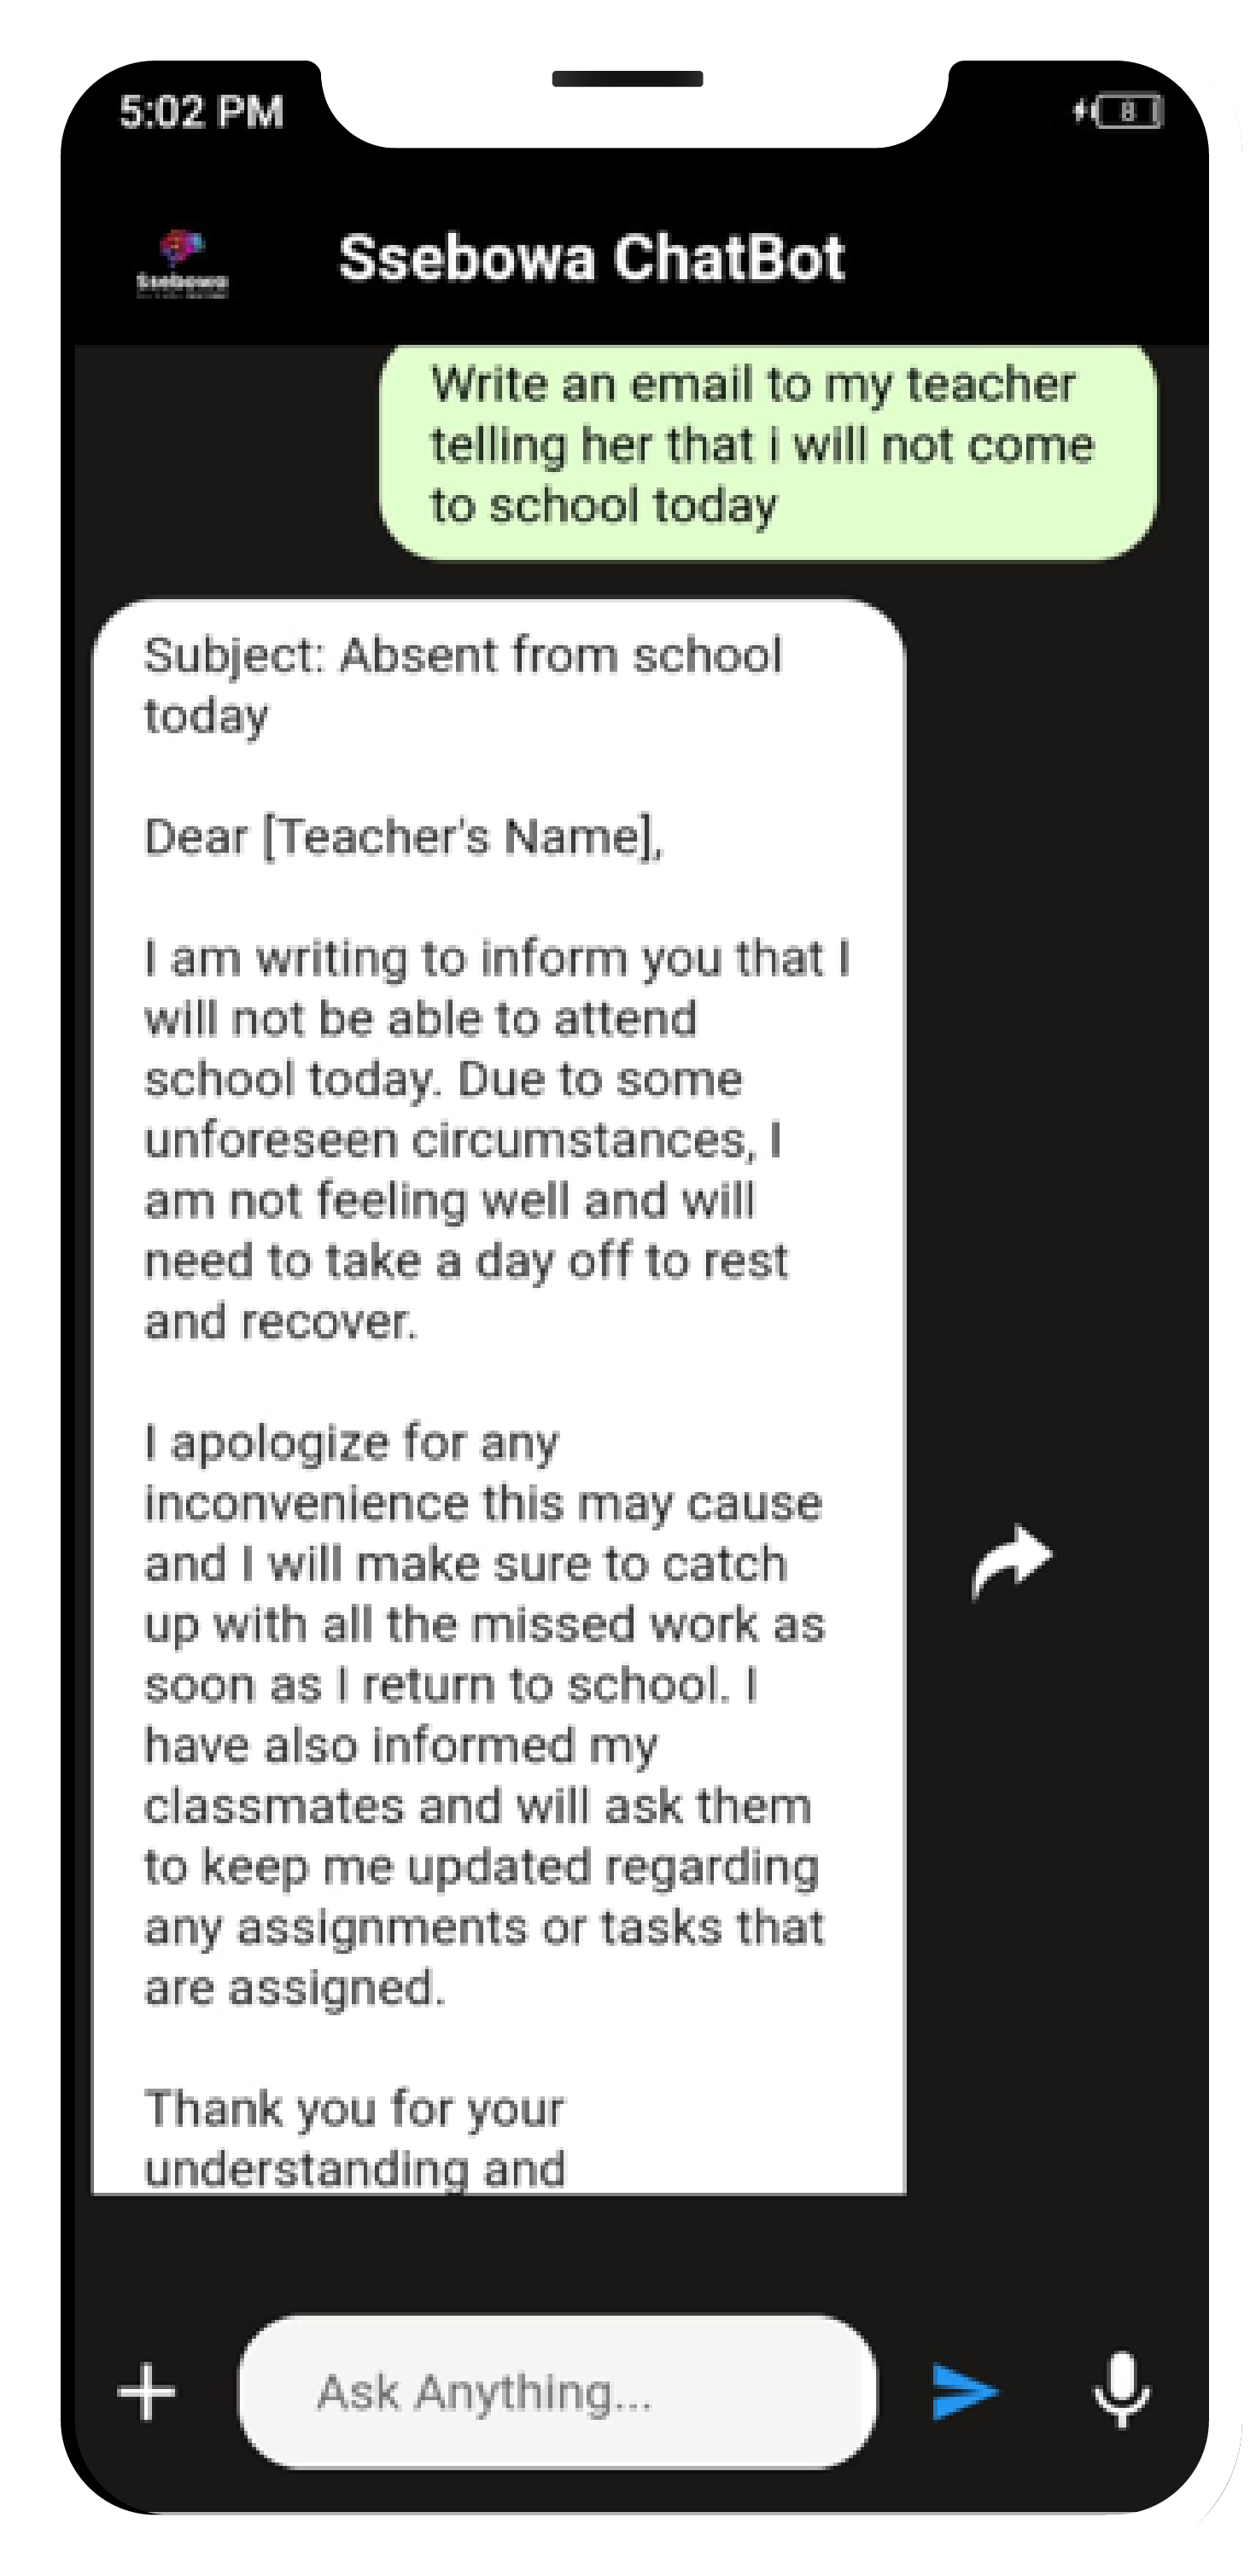 5:02 PM
8
Ssebowa
Ssebowa ChatBot
Write an email to my teacher
telling her that i will not come
to school today
Subject: Absent from school
today
Dear [Teacher's Name],
I am writing to inform you that I
will not be able to attend
school today. Due to some
unforeseen circumstances, I
am not feeling well and will
need to take a day off to rest
and recover.
I apologize for any
inconvenience this may cause
and I will make sure to catch
up with all the missed work as
soon as I return to school. I
have also informed my
classmates and will ask them
to keep me updated regarding
any assignments or tasks that
are assigned.
Thank you for your
understanding and
Ask Anything...